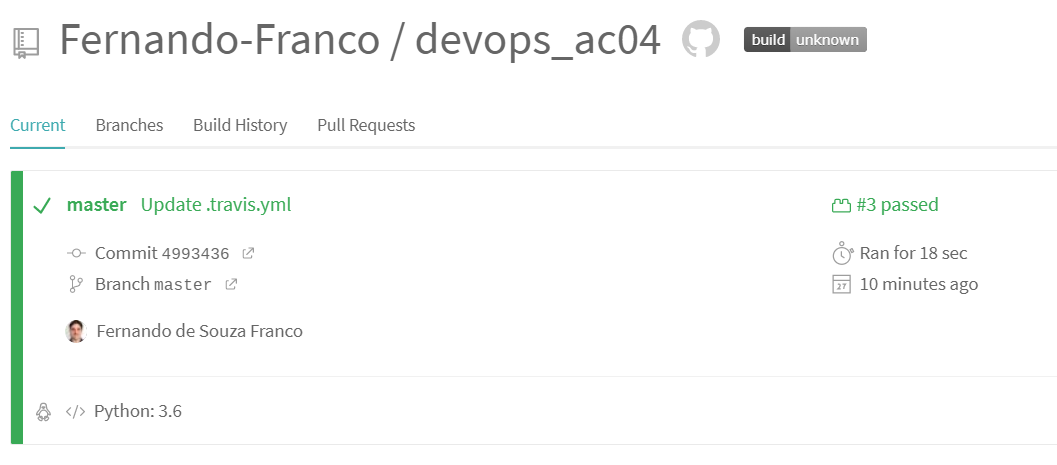 Fernando-Franco / devops_ac04 build unknown
Current Branches Build History Pull Requests
master Update .travis.yml #3 passed
Commit 4993436 Ran for 18 sec
Branch master 27 10 minutes ago
Fernando de Souza Franco
</> Python: 3.6